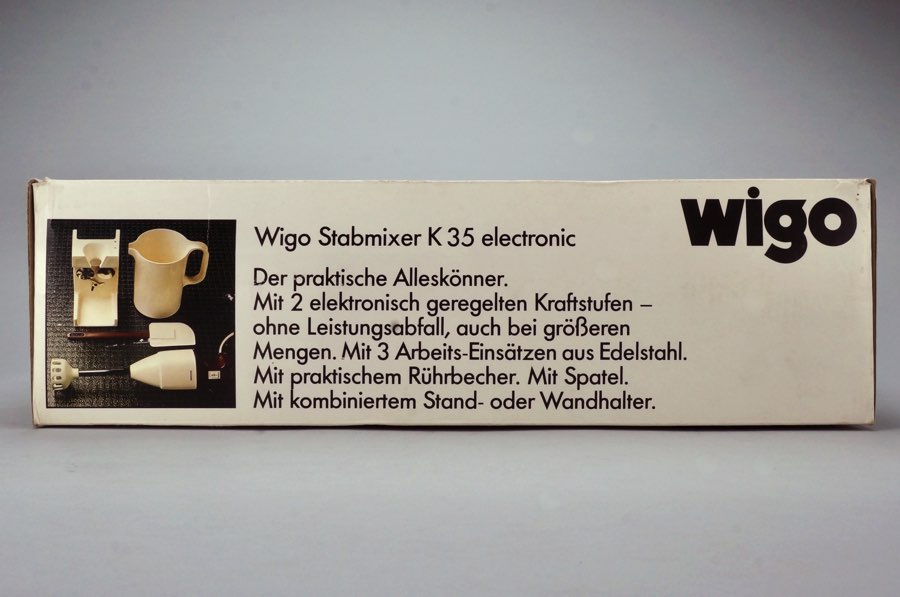 wigo
Wigo Stabmixer K 35 electronic
Der praktische Alleskönner.
Mit 2 elektronisch geregelten Kraftstufen –
ohne Leistungsabfall, auch bei größeren
Mengen. Mit 3 Arbeits-Einsätzen aus Edelstahl.
Mit praktischem Rührbecher. Mit Spatel.
Mit kombiniertem Stand- oder Wandhalter.